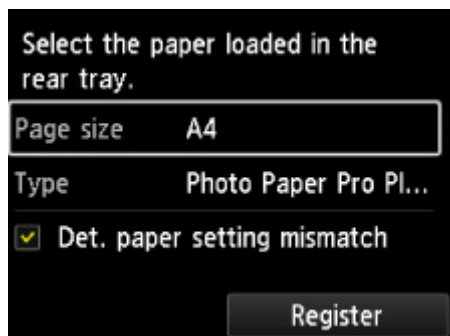 Select the paper loaded in the
rear tray.
Page size A4
Type Photo Paper Pro Pl...
Det. paper setting mismatch
Register